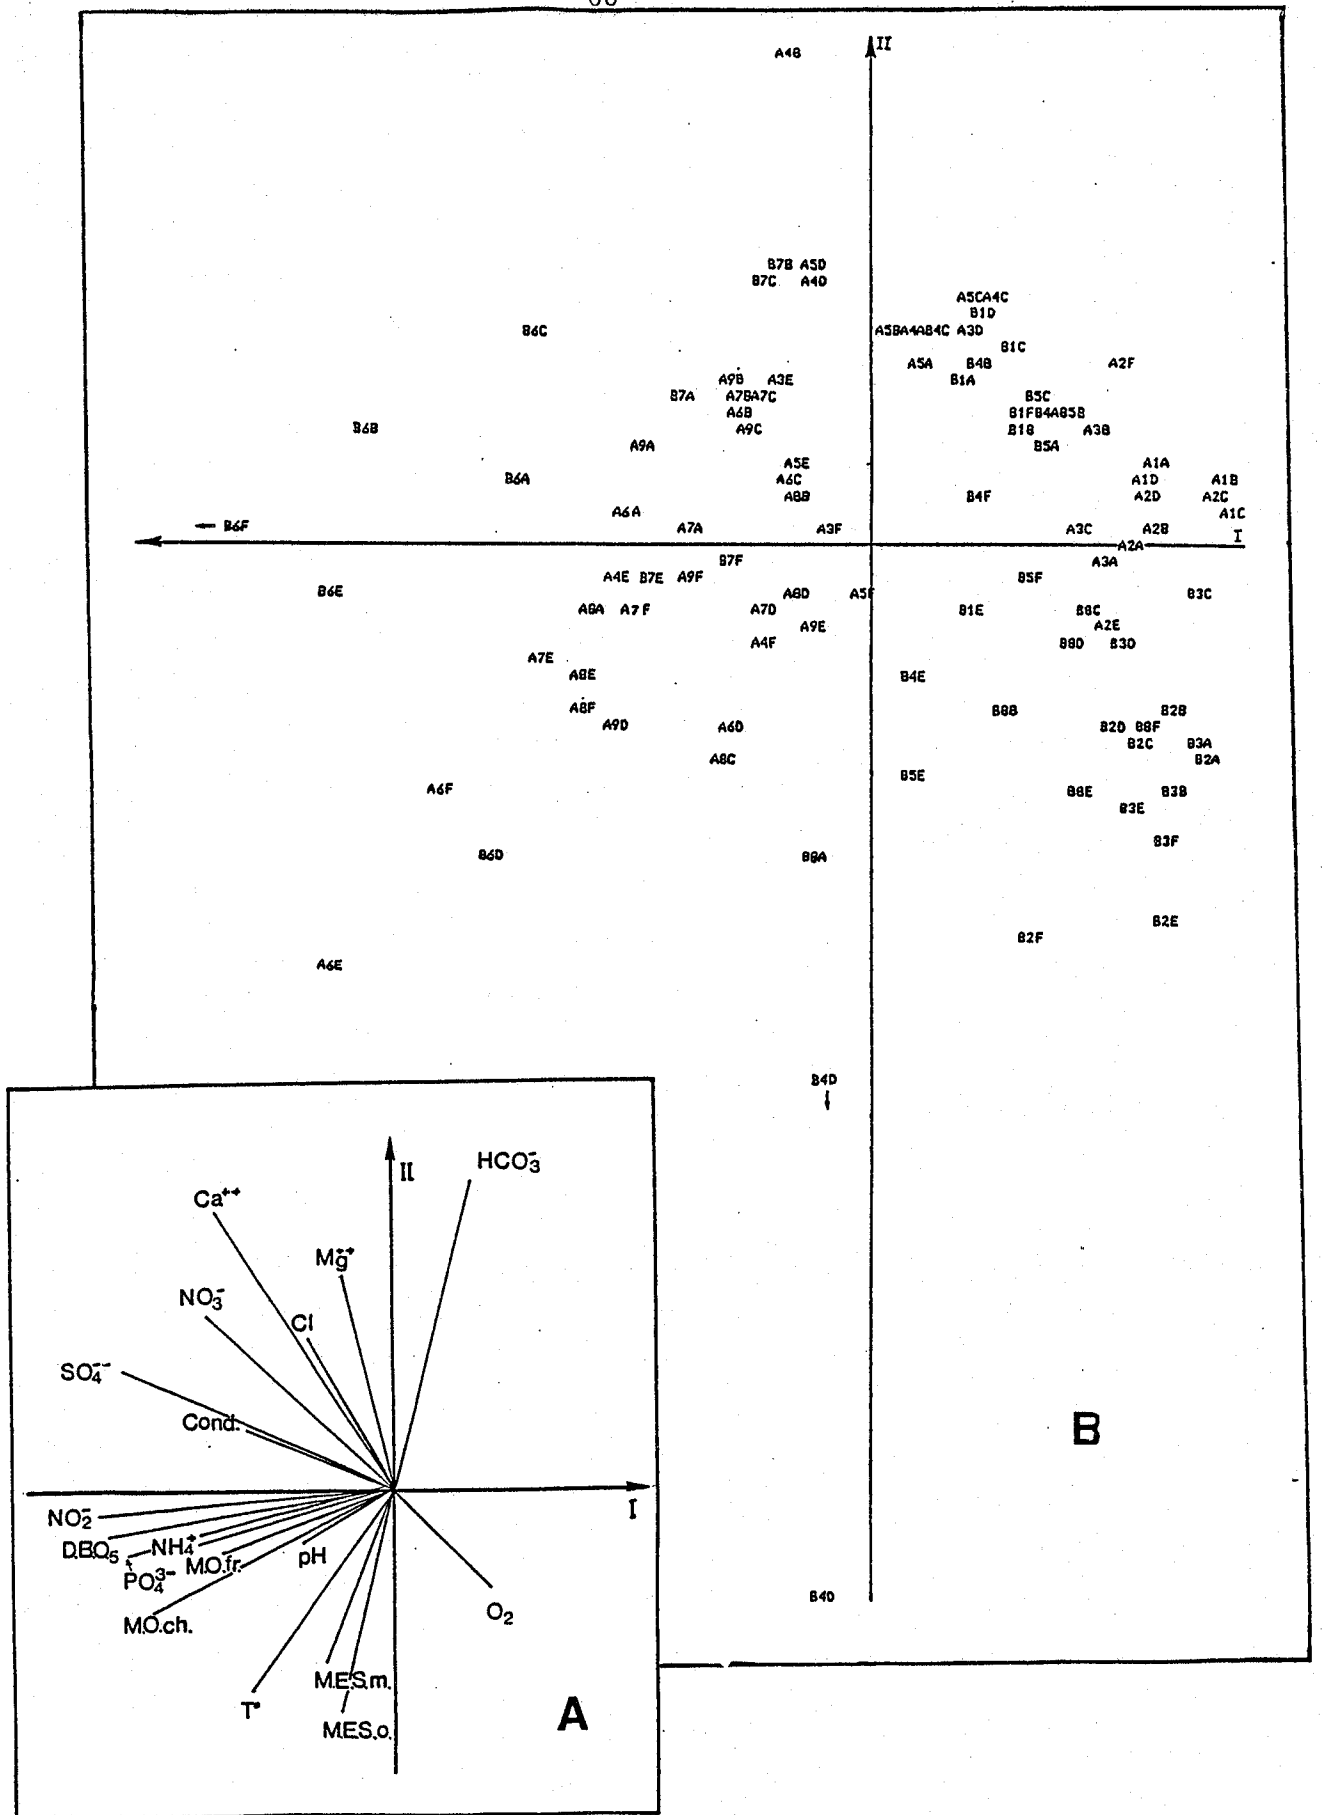 A4B
II
B7B A5D
B7C A4D
A5CA4C
B1D
B6C A5BA4AB4C A3D
B1C
A5A B4B A2F
A9B A3E B1A
B7A A7BA7C B5C
A6B B1FB4AB5B
B6B A9C B1B A3B
A9A B5A
A5E A1A
B6A A6C A1D A1B
A8B B4F A2D A2C
A6A A1C
← B6F A7A A3F A3C A2B
I
A2A
B7F A3A
A4E B7E A9F B5F
B6E A8D A5F B3C
A8A A7F A7D B1E B8C
A9E A2E
A4F B8D B3D
A7E
A8E B4E
A8F B8B B2B
A9D A6D B2D B8F
B2C B3A
A8C B2A
B5E
A6F B8E B3B
B3E
B3F
B6D B8A
B2E
B2F
A6E
B4D
B
B4D
II
HCO3-
Ca++
Mg++
NO3-
Cl
SO4--
Cond.
I
NO2-
D.B.O5
NH4+
PO4 3-
M.O.fr.
pH
M.O.ch.
O2
M.E.S.m.
T°
M.E.S.o.
A